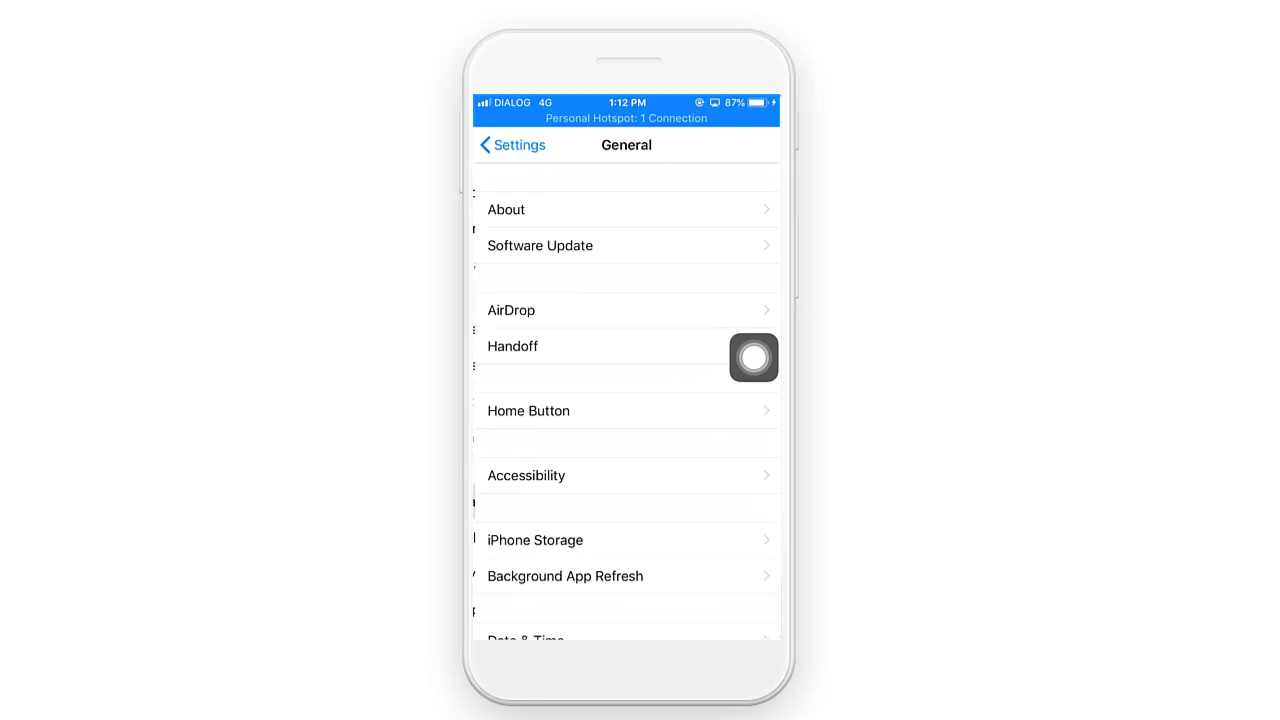 DIALOG 4G 1:12 PM 87%
Personal Hotspot: 1 Connection
Settings General
About
Software Update
AirDrop
Handoff
Home Button
Accessibility
iPhone Storage
Background App Refresh
Date & Time